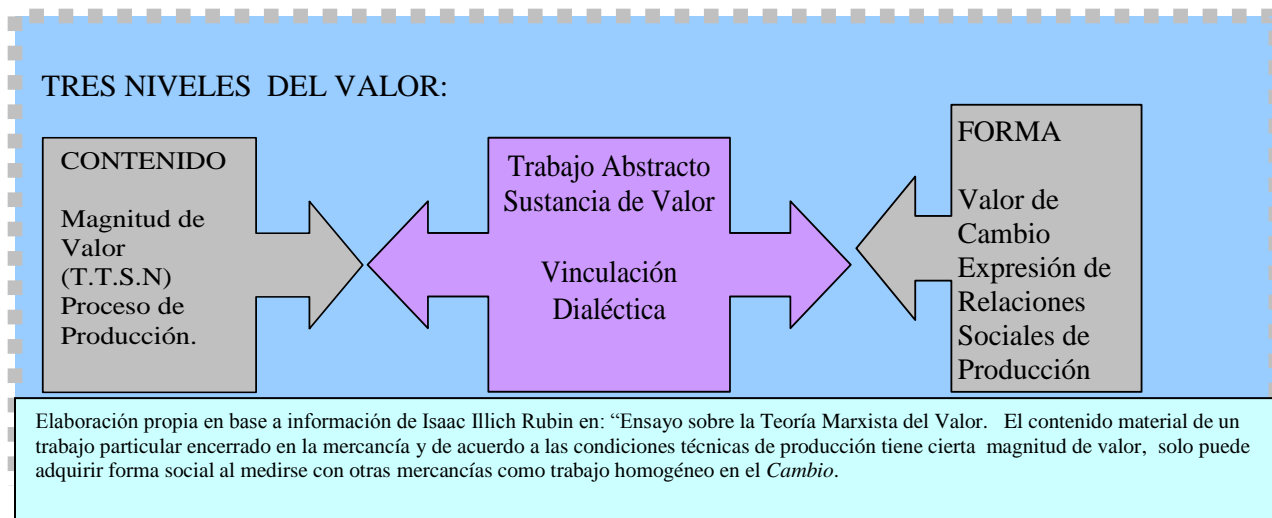 TRES NIVELES DEL VALOR:
CONTENIDO
Magnitud de
Valor
(T.T.S.N)
Proceso de
Producción.
Trabajo Abstracto
Sustancia de Valor
Vinculación
Dialéctica
FORMA
Valor de
Cambio
Expresión de
Relaciones
Sociales de
Producción
Elaboración propia en base a información de Isaac Illich Rubin en: “Ensayo sobre la Teoría Marxista del Valor. El contenido material de un
trabajo particular encerrado en la mercancía y de acuerdo a las condiciones técnicas de producción tiene cierta magnitud de valor, solo puede
adquirir forma social al medirse con otras mercancías como trabajo homogéneo en el Cambio.